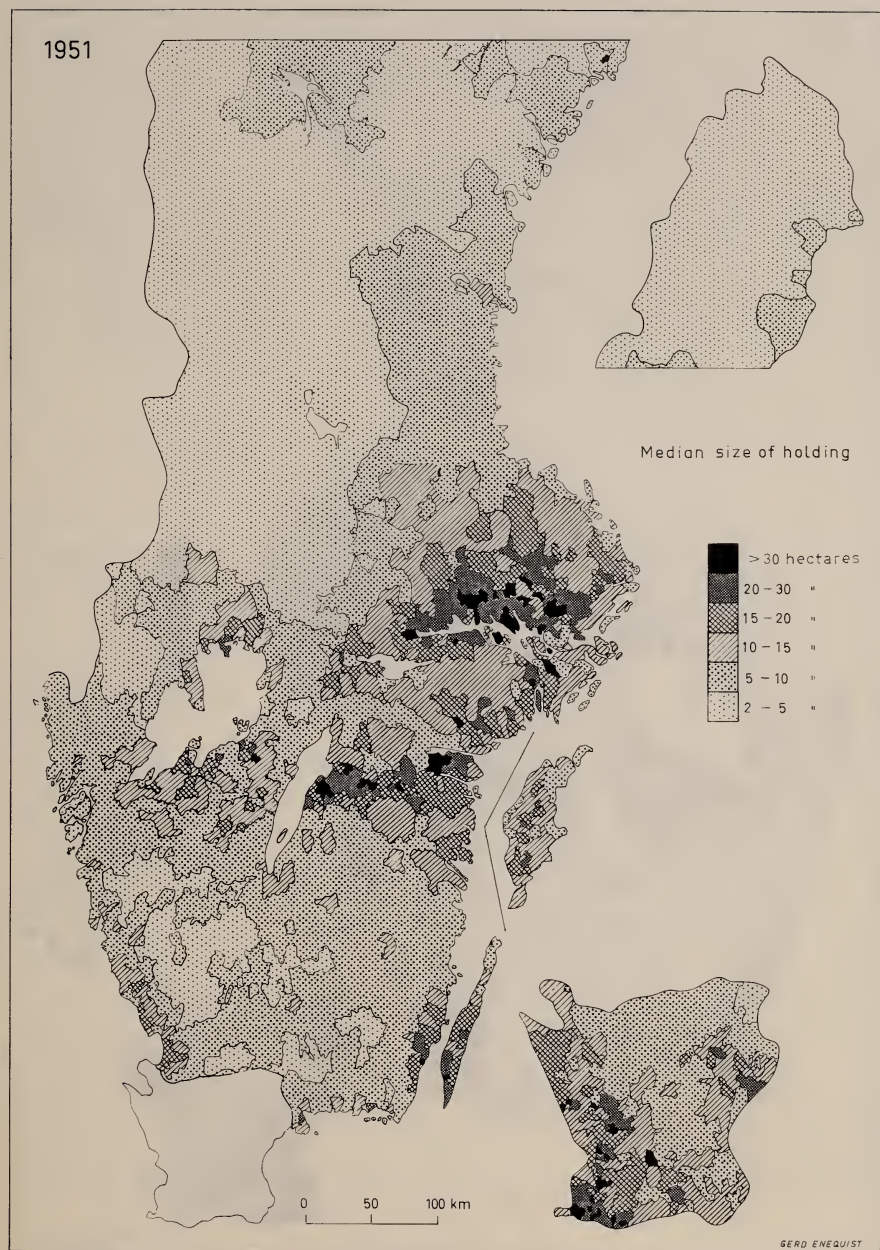 1951
Median size of holding
> 30 hectares
20 – 30 "
15 – 20 "
10 – 15 "
5 – 10 "
2 – 5 "
0 50 100 km
GERD ENEQUIST